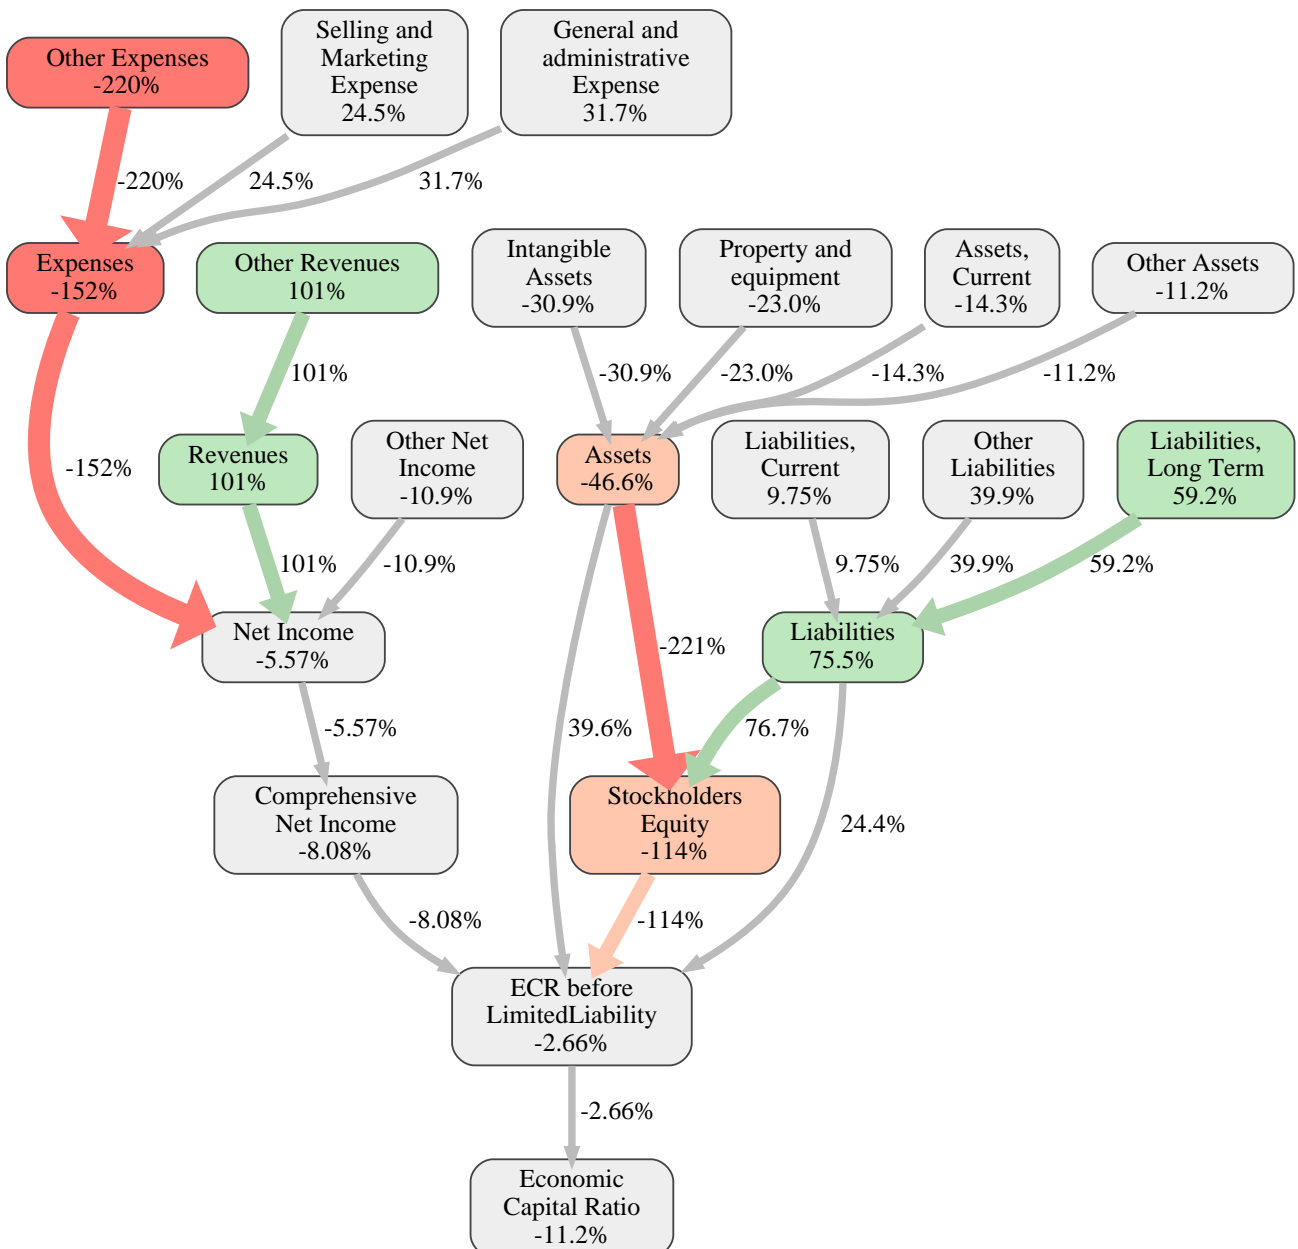 Other Expenses
-220%
Selling and
Marketing
Expense
24.5%
General and
administrative
Expense
31.7%
-220%
24.5%
31.7%
Expenses
-152%
Other Revenues
101%
Intangible
Assets
-30.9%
Property and
equipment
-23.0%
Assets,
Current
-14.3%
Other Assets
-11.2%
101%
-30.9%
-23.0%
-14.3%
-11.2%
-152%
Revenues
101%
Other Net
Income
-10.9%
Assets
-46.6%
Liabilities,
Current
9.75%
Other
Liabilities
39.9%
Liabilities,
Long Term
59.2%
101%
-10.9%
9.75%
39.9%
59.2%
Net Income
-5.57%
-221%
Liabilities
75.5%
-5.57%
39.6%
76.7%
Comprehensive
Net Income
-8.08%
Stockholders
Equity
-114%
24.4%
-8.08%
-114%
ECR before
LimitedLiability
-2.66%
-2.66%
Economic
Capital Ratio
-11.2%